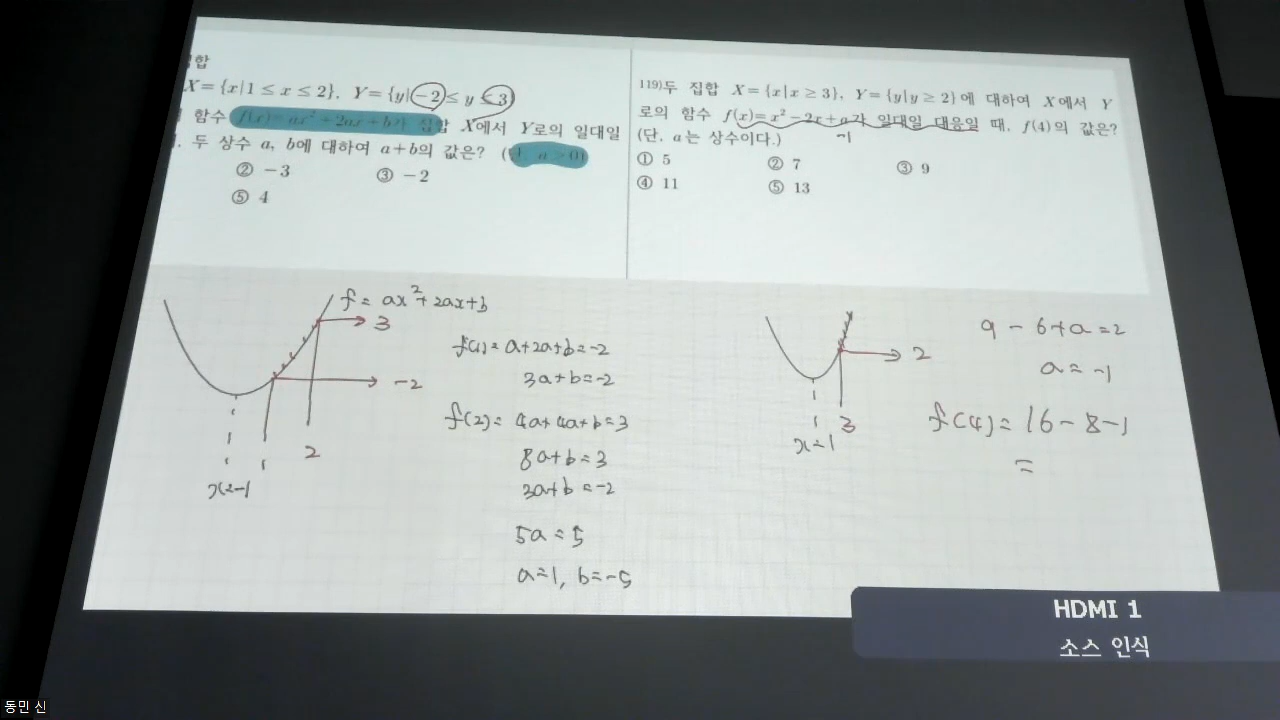 집합
X={x|1≤x≤2}, Y={y|-2≤y≤3}
함수 f(x)=ax²+2ax+b가 집합 X에서 Y로의 일대일
두 상수 a, b에 대하여 a+b의 값은? (단, a>0)
② -3 ③ -2
⑤ 4
119)두 집합 X={x|x≥3}, Y={y|y≥2}에 대하여 X에서 Y
로의 함수 f(x)=x²-2x+a가 일대일 대응일 때, f(4)의 값은?
(단, a는 상수이다.) -1
① 5 ② 7 ③ 9
④ 11 ⑤ 13
f= ax²+2ax+b
3
-2
1
2
x=-1
f(1)=a+2a+b=-2
3a+b=-2
f(2)=4a+4a+b=3
8a+b=3
3a+b=-2
5a=5
a=1, b=-5
2
3
x=1
9-6+a=2
a=-1
f(4)=16-8-1
=
HDMI 1
소스 인식
동민 신